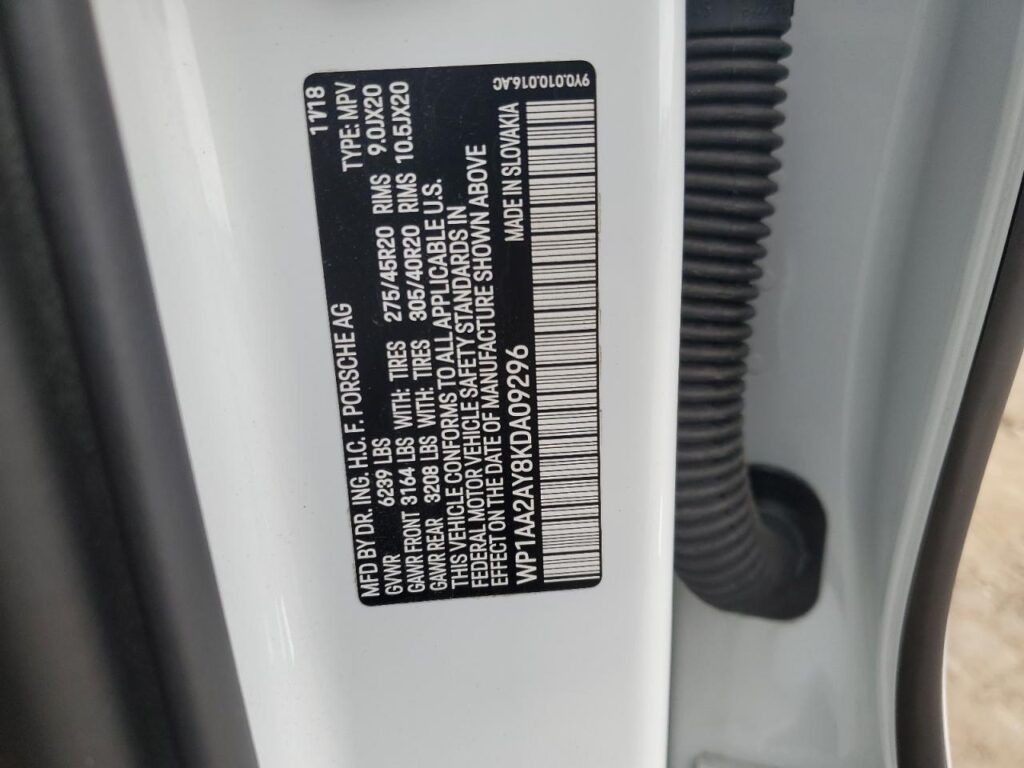 MFD BY DR. ING. H.C. F. PORSCHE AG 11/18
GVWR 6239 LBS TYPE: MPV
GAWR FRONT 3164 LBS WITH: TIRES 275/45R20 RIMS 9.0JX20
GAWR REAR 3208 LBS WITH: TIRES 305/40R20 RIMS 10.5JX20
THIS VEHICLE CONFORMS TO ALL APPLICABLE U.S.
FEDERAL MOTOR VEHICLE SAFETY STANDARDS IN
EFFECT ON THE DATE OF MANUFACTURE SHOWN ABOVE
WP1AA2AY8KDA09296 MADE IN SLOVAKIA
9Y0.010.016.AC